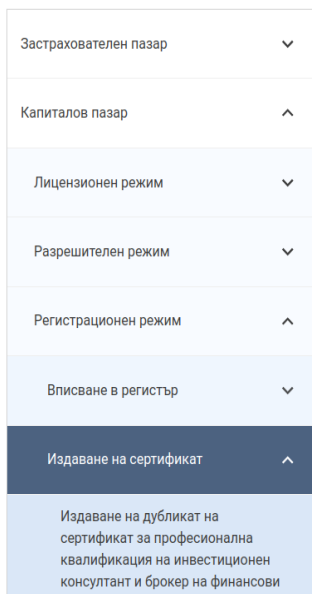 Застрахователен пазар
Капиталов пазар
Лицензионен режим
Разрешителен режим
Регистрационен режим
Вписване в регистър
Издаване на сертификат
Издаване на дубликат на
сертификат за професионална
квалификация на инвестиционен
консултант и брокер на финансови